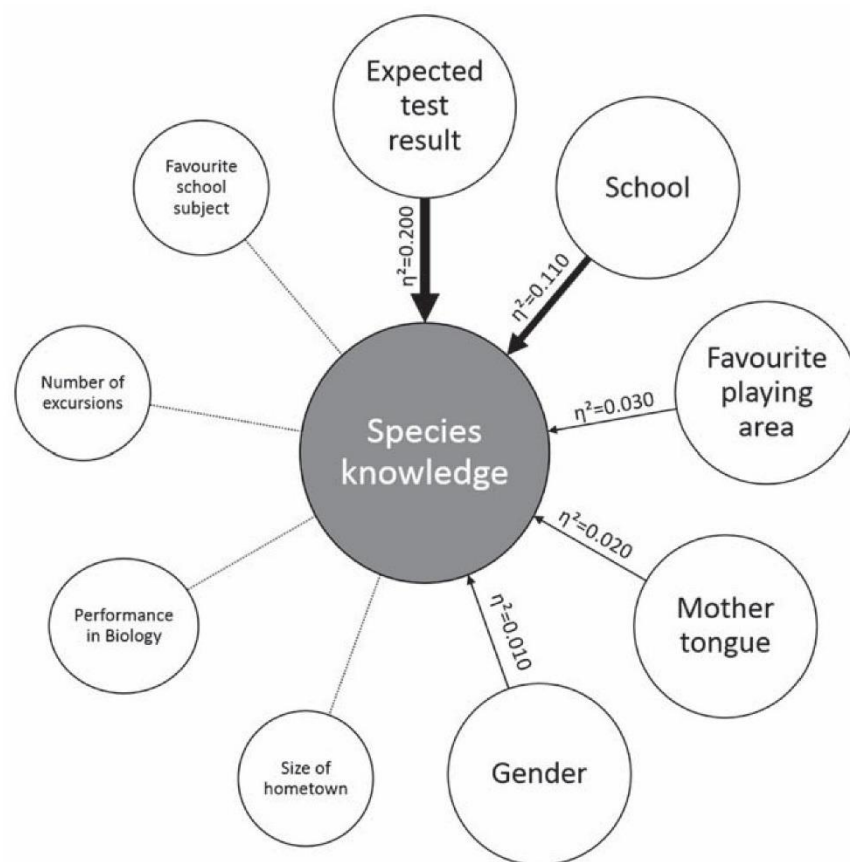 Expected
test
result
School
Favourite
school
subject
η²=0.200
η²=0.110
Favourite
playing
area
η²=0.030
Number of
excursions
Species
knowledge
η²=0.020
Mother
tongue
Performance
in Biology
η²=0.010
Gender
Size of
hometown